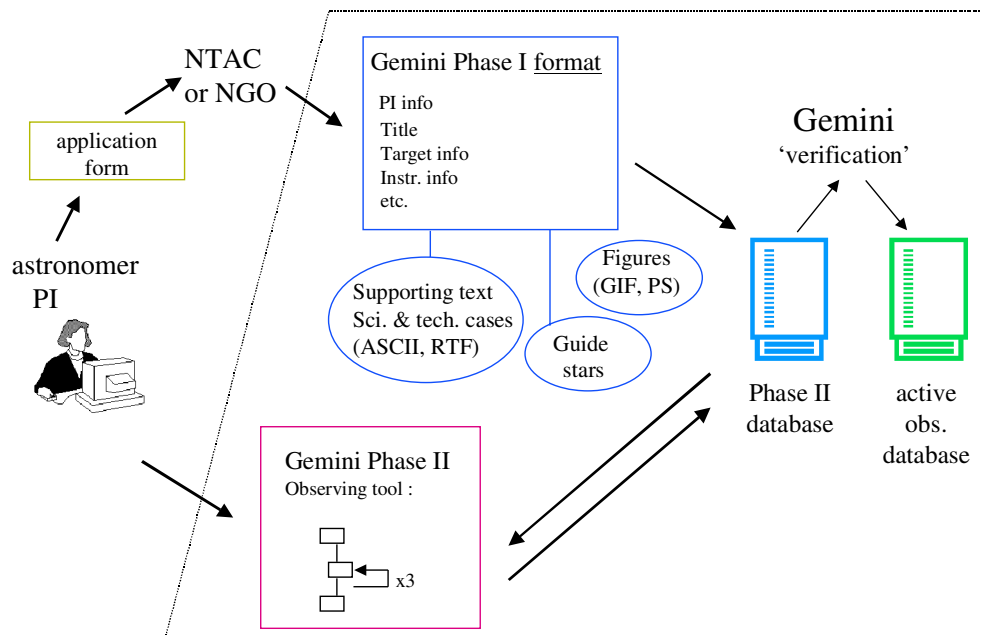 NTAC
or NGO
application
form
astronomer
PI
Gemini Phase I format
PI info
Title
Target info
Instr. info
etc.
Supporting text
Sci. & tech. cases
(ASCII, RTF)
Figures
(GIF, PS)
Guide
stars
Gemini
‘verification’
Phase II
database
active
obs.
database
Gemini Phase II
Observing tool :
x3